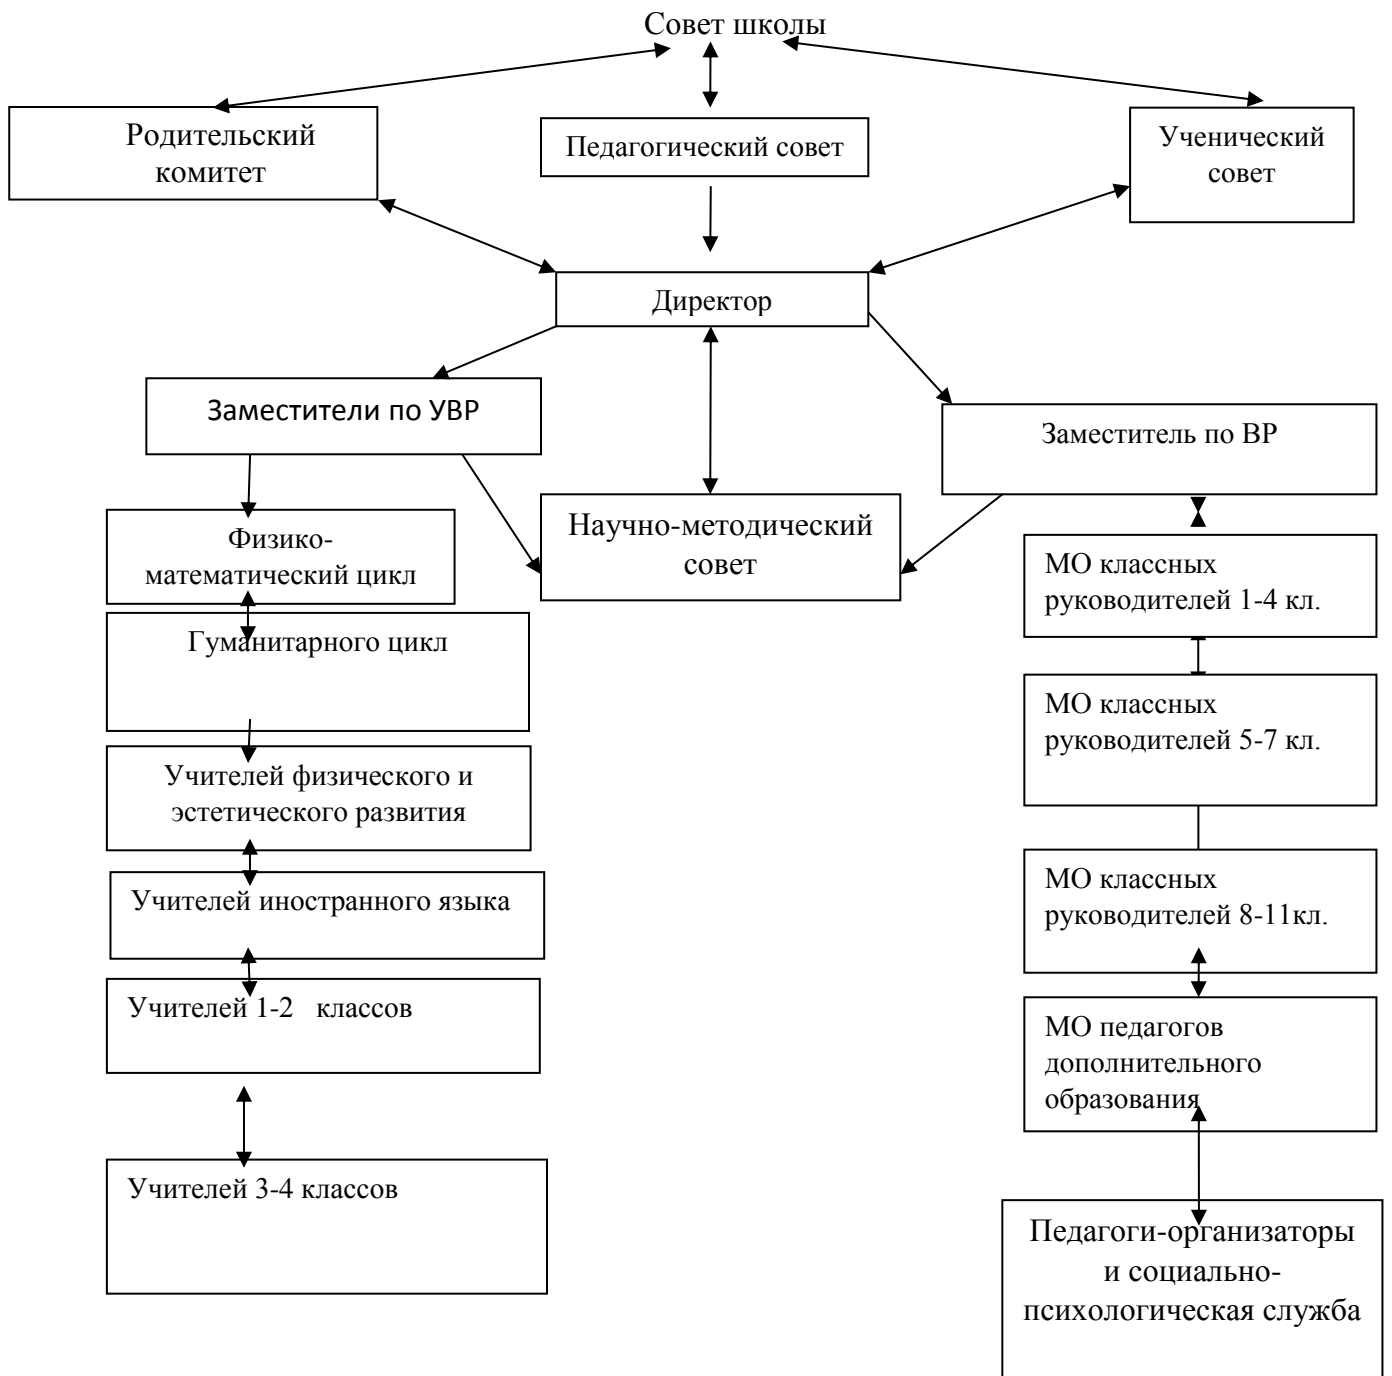 Совет школы
Родительский
комитет
Педагогический совет
Ученический
совет
Директор
Заместители по УВР
Заместитель по ВР
Научно-методический
совет
Физико-
математический цикл
Гуманитарного цикл
Учителей физического и
эстетического развития
Учителей иностранного языка
Учителей 1-2 классов
Учителей 3-4 классов
МО классных
руководителей 1-4 кл.
МО классных
руководителей 5-7 кл.
МО классных
руководителей 8-11кл.
МО педагогов
дополнительного
образования
Педагоги-организаторы
и социально-
психологическая служба